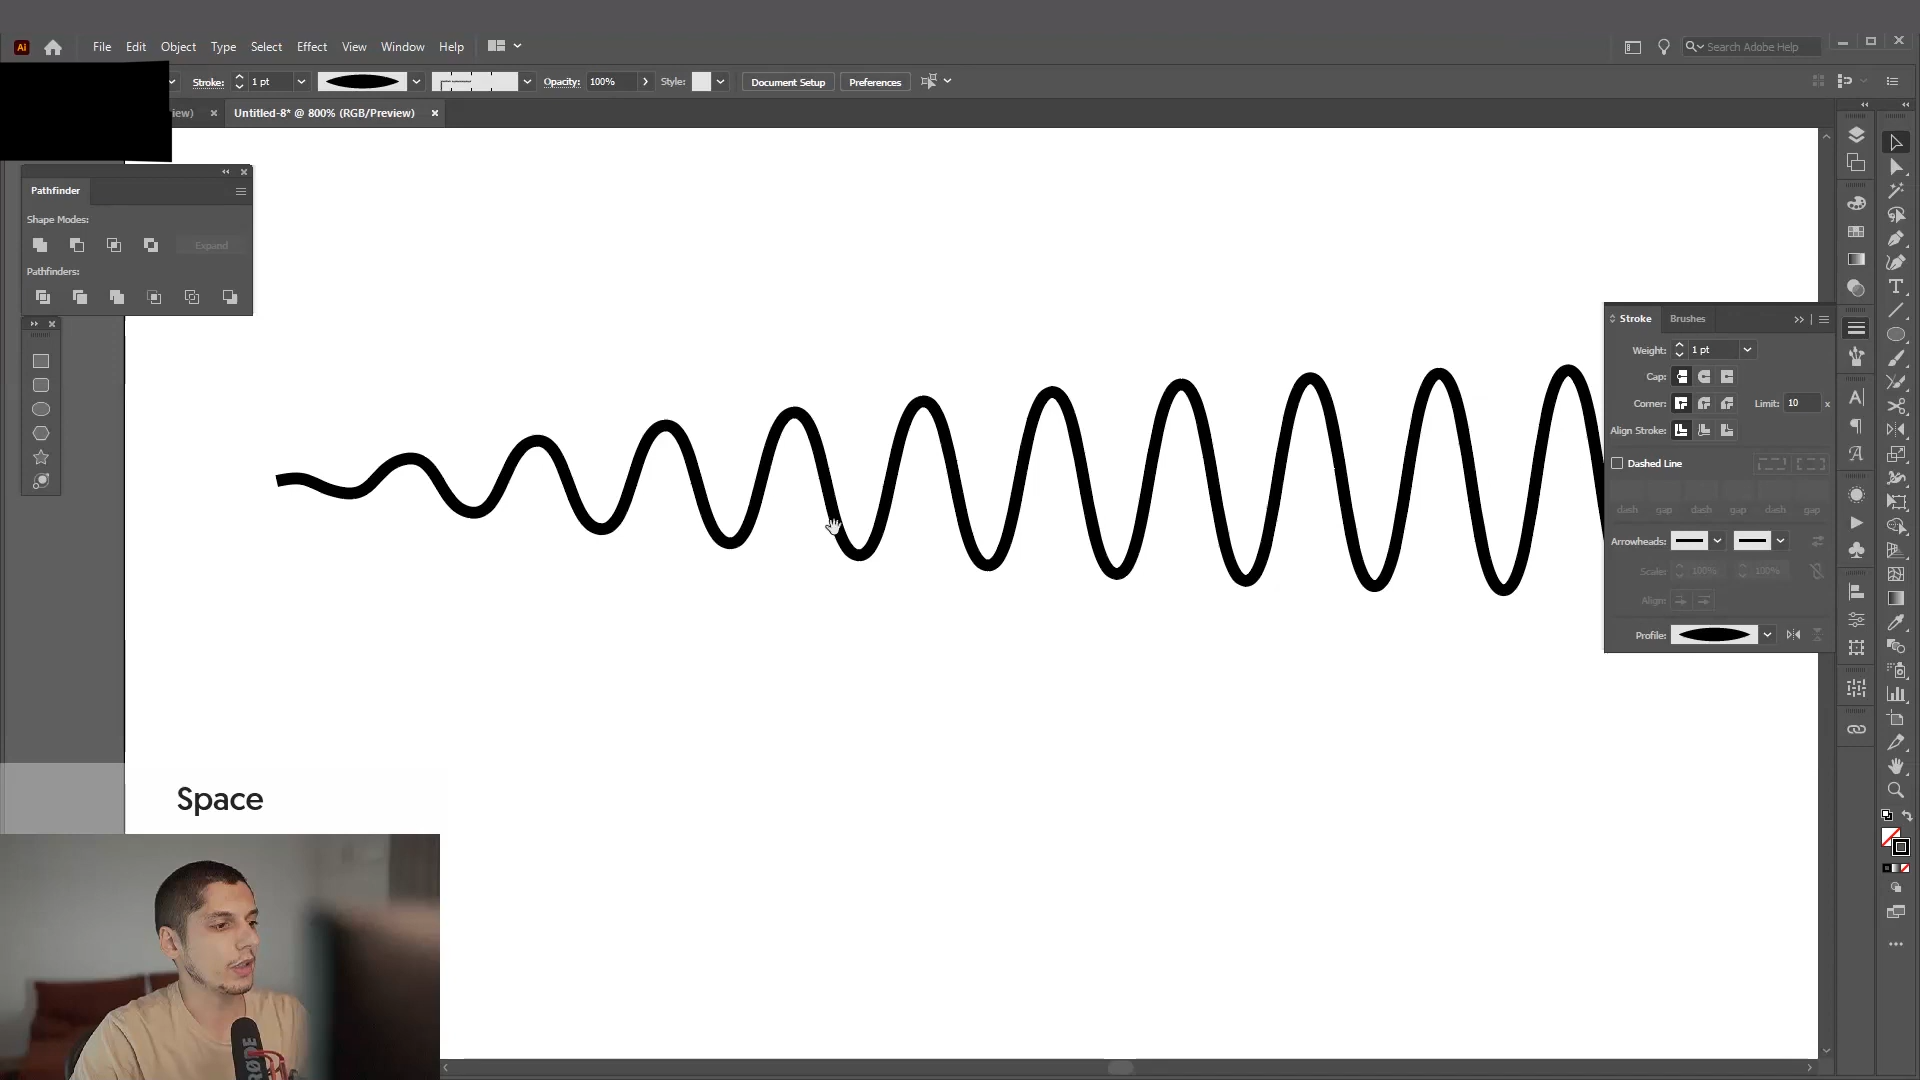 Ai File Edit Object Type Select Effect View Window Help Search Adobe Help
Stroke: 1 pt Opacity: 100% Style: Document Setup Preferences
iew) × Untitled-8* @ 800% (RGB/Preview) ×
Pathfinder
Shape Modes:
Expand
Pathfinders:
Stroke Brushes
Weight: 1 pt
Cap:
Corner: Limit: 10 x
Align Stroke:
Dashed Line
dash gap dash gap dash gap
Arrowheads:
Scale: 100% 100%
Align:
Profile:
Space
RØDE